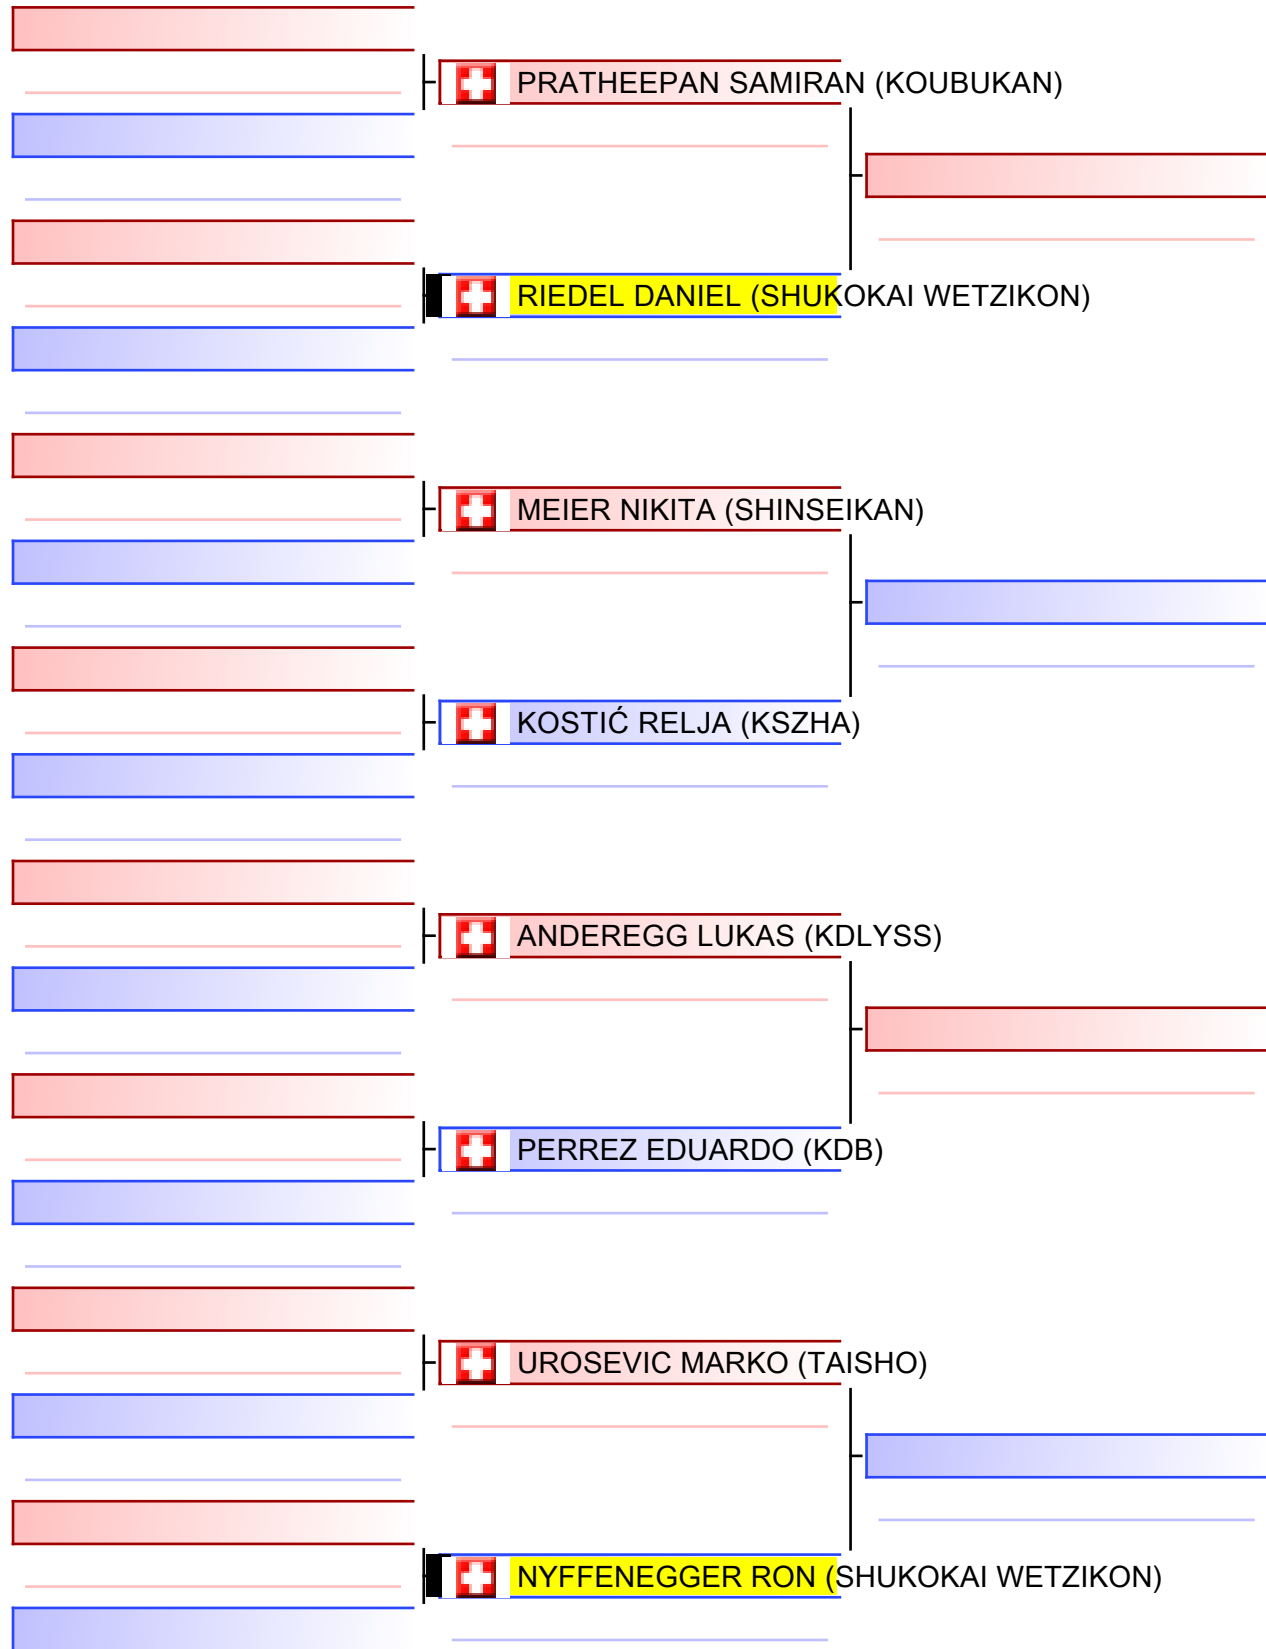 PRATHEEPAN SAMIRAN (KOUBUKAN)
RIEDEL DANIEL (SHUKOKAI WETZIKON)
MEIER NIKITA (SHINSEIKAN)
KOSTIĆ RELJA (KSZHA)
ANDEREGG LUKAS (KDLYSS)
PERREZ EDUARDO (KDB)
UROSEVIC MARKO (TAISHO)
NYFFENEGGER RON (SHUKOKAI WETZIKON)